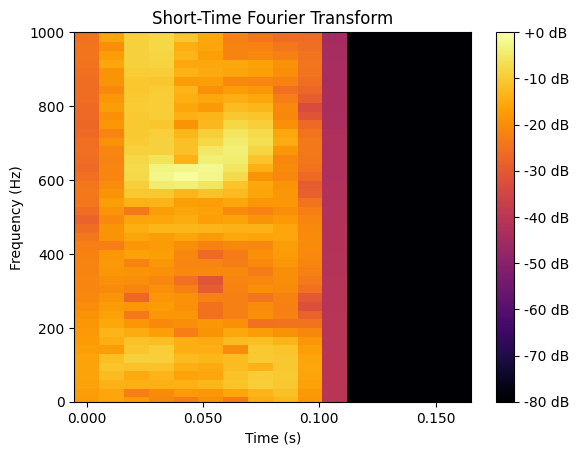 Short-Time Fourier Transform
1000
800
600
400
200
0
Frequency (Hz)
0.000
0.050
0.100
0.150
Time (s)
+0 dB
-10 dB
-20 dB
-30 dB
-40 dB
-50 dB
-60 dB
-70 dB
-80 dB